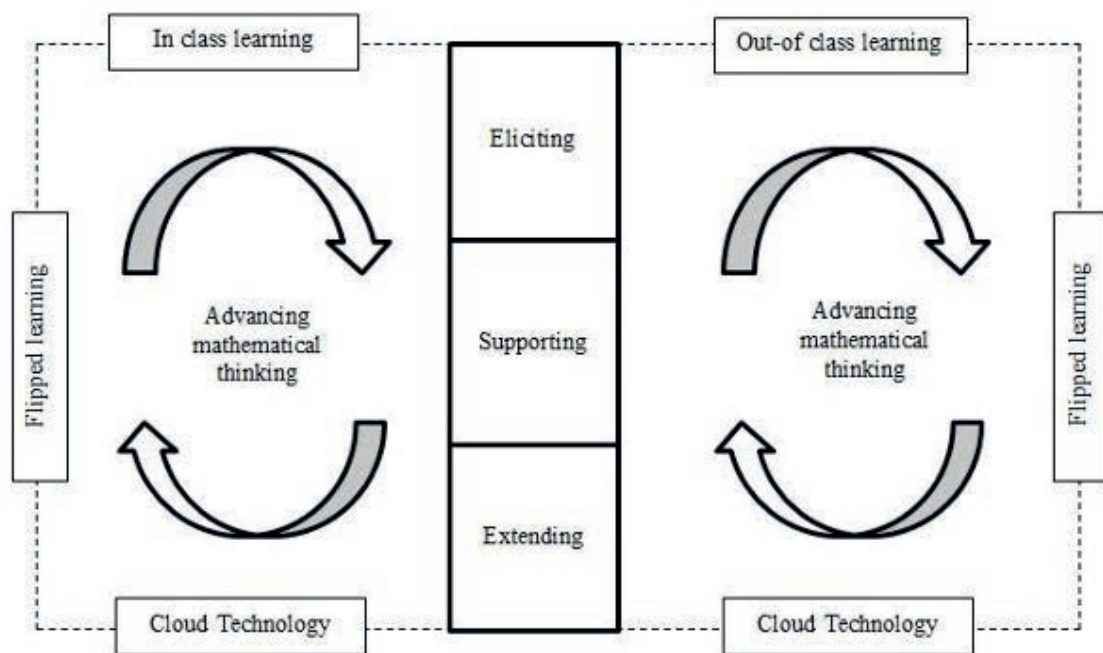 In class learning
Out-of class learning
Eliciting
Flipped learning
Advancing
mathematical
thinking
Supporting
Advancing
mathematical
thinking
Flipped learning
Extending
Cloud Technology
Cloud Technology